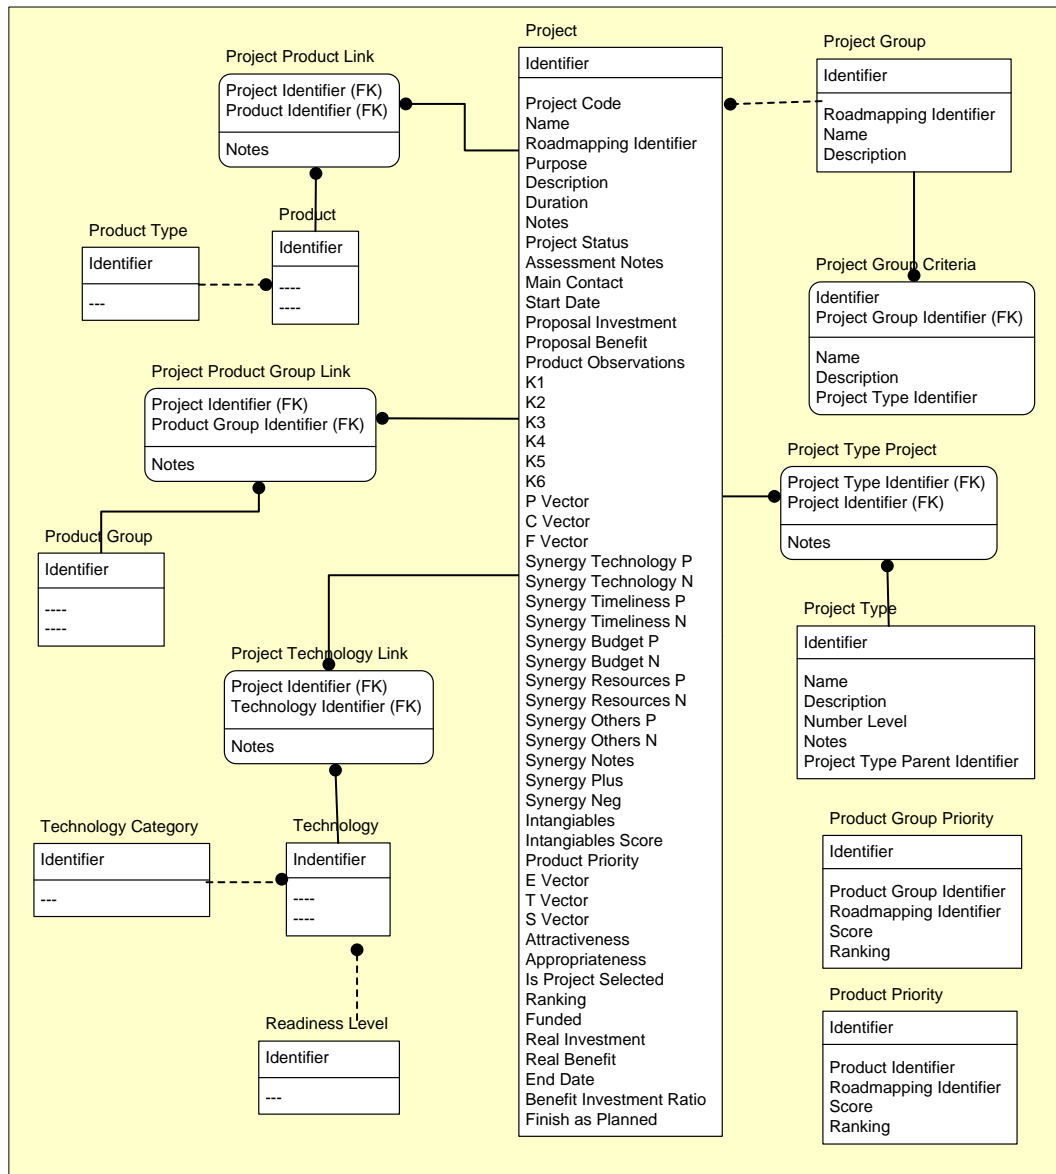 Project Product Link
Project Identifier (FK)
Product Identifier (FK)
Notes
Product Type
Identifier
---
Product
Identifier
----
----
Project Product Group Link
Project Identifier (FK)
Product Group Identifier (FK)
Notes
Product Group
Identifier
----
----
Project Technology Link
Project Identifier (FK)
Technology Identifier (FK)
Notes
Technology Category
Identifier
---
Technology
Indentifier
----
----
Readiness Level
Identifier
---
Project
Identifier
Project Code
Name
Roadmapping Identifier
Purpose
Description
Duration
Notes
Project Status
Assessment Notes
Main Contact
Start Date
Proposal Investment
Proposal Benefit
Product Observations
K1
K2
K3
K4
K5
K6
P Vector
C Vector
F Vector
Synergy Technology P
Synergy Technology N
Synergy Timeliness P
Synergy Timeliness N
Synergy Budget P
Synergy Budget N
Synergy Resources P
Synergy Resources N
Synergy Others P
Synergy Others N
Synergy Notes
Synergy Plus
Synergy Neg
Intangibles
Intangibles Score
Product Priority
E Vector
T Vector
S Vector
Attractiveness
Appropriateness
Is Project Selected
Ranking
Funded
Real Investment
Real Benefit
End Date
Benefit Investment Ratio
Finish as Planned
Project Group
Identifier
Roadmapping Identifier
Name
Description
Project Group Criteria
Identifier
Project Group Identifier (FK)
Name
Description
Project Type Identifier
Project Type Project
Project Type Identifier (FK)
Project Identifier (FK)
Notes
Project Type
Identifier
Name
Description
Number Level
Notes
Project Type Parent Identifier
Product Group Priority
Identifier
Product Group Identifier
Roadmapping Identifier
Score
Ranking
Product Priority
Identifier
Product Identifier
Roadmapping Identifier
Score
Ranking